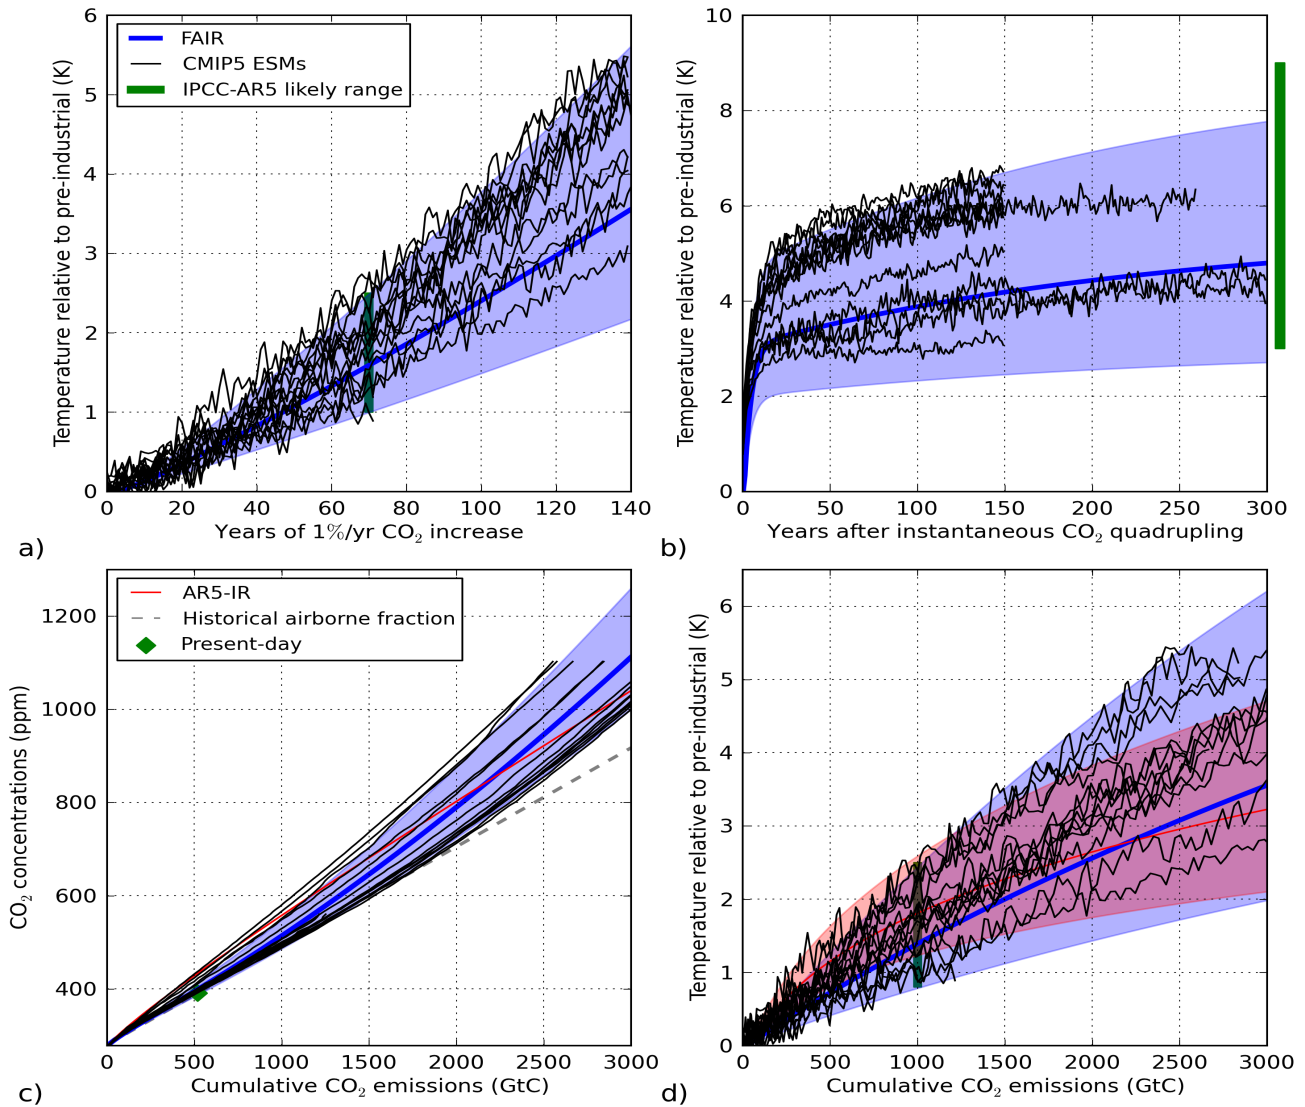 6
5
4
3
2
1
0
Temperature relative to pre-industrial (K)
FAIR
CMIP5 ESMs
IPCC-AR5 likely range
0 20 40 60 80 100 120 140
Years of 1%/yr CO₂ increase
a)
10
8
6
4
2
0
Temperature relative to pre-industrial (K)
0 50 100 150 200 250 300
Years after instantaneous CO₂ quadrupling
b)
1200
1000
800
600
400
CO₂ concentrations (ppm)
AR5-IR
Historical airborne fraction
Present-day
0 500 1000 1500 2000 2500 3000
Cumulative CO₂ emissions (GtC)
c)
6
5
4
3
2
1
0
Temperature relative to pre-industrial (K)
0 500 1000 1500 2000 2500 3000
Cumulative CO₂ emissions (GtC)
d)